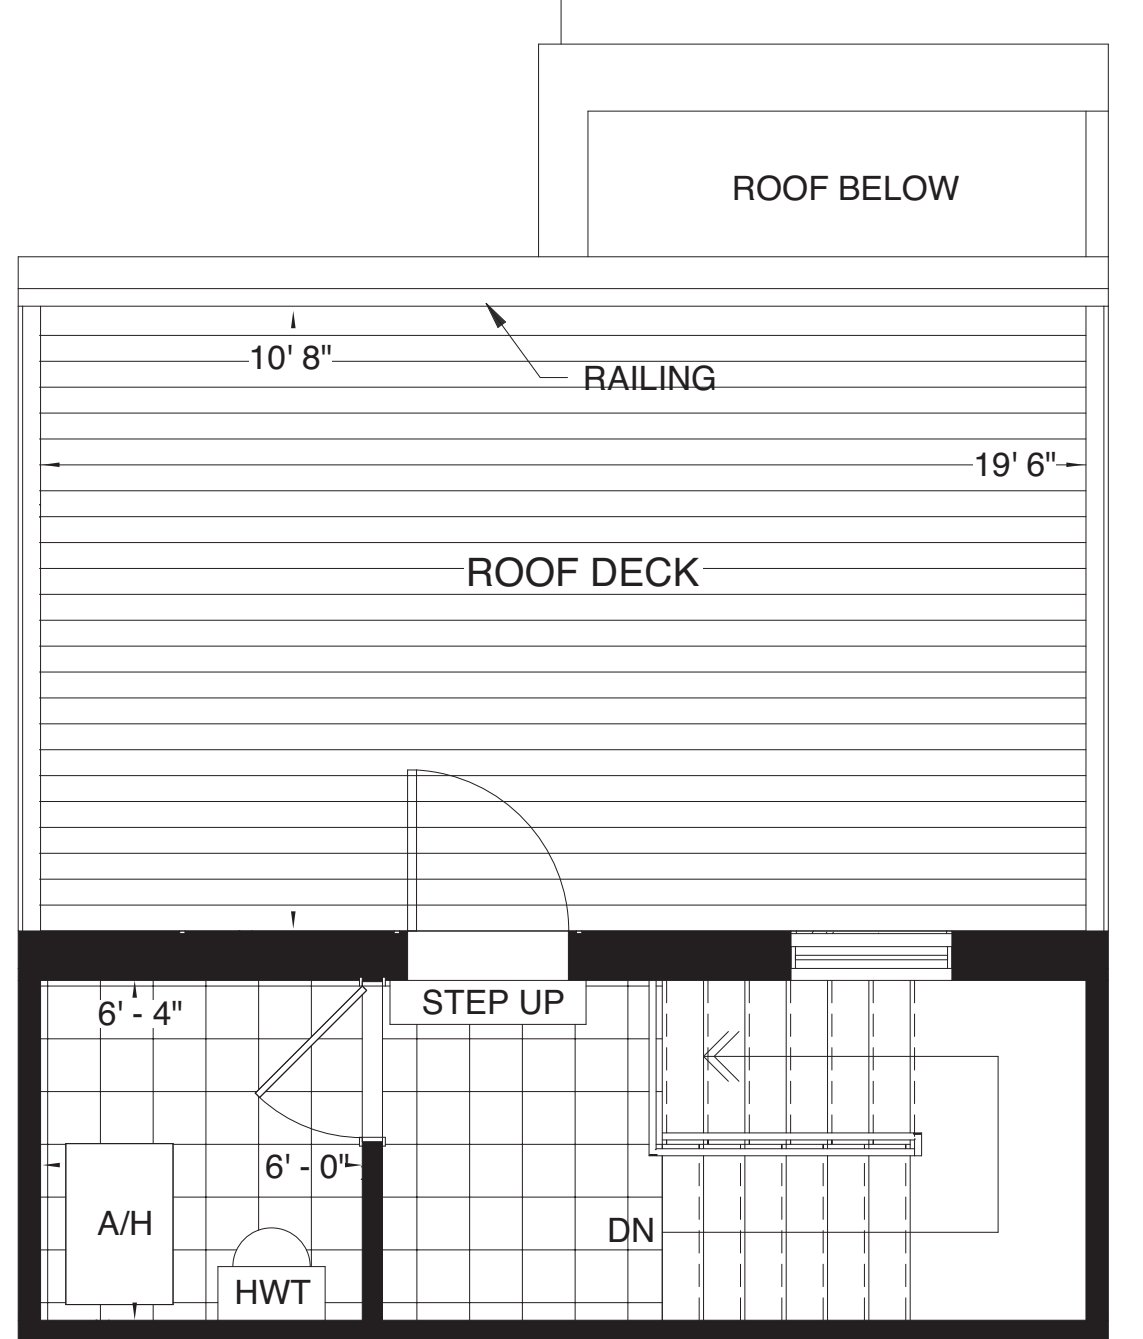 ROOF BELOW
10' 8"
RAILING
19' 6"
ROOF DECK
STEP UP
6' - 4"
6' - 0"
A/H
DN
HWT